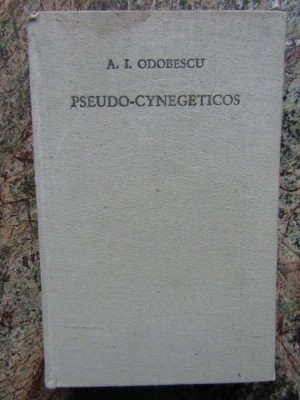 A. I. ODOBESCU
PSEUDO-CYNEGETICOS